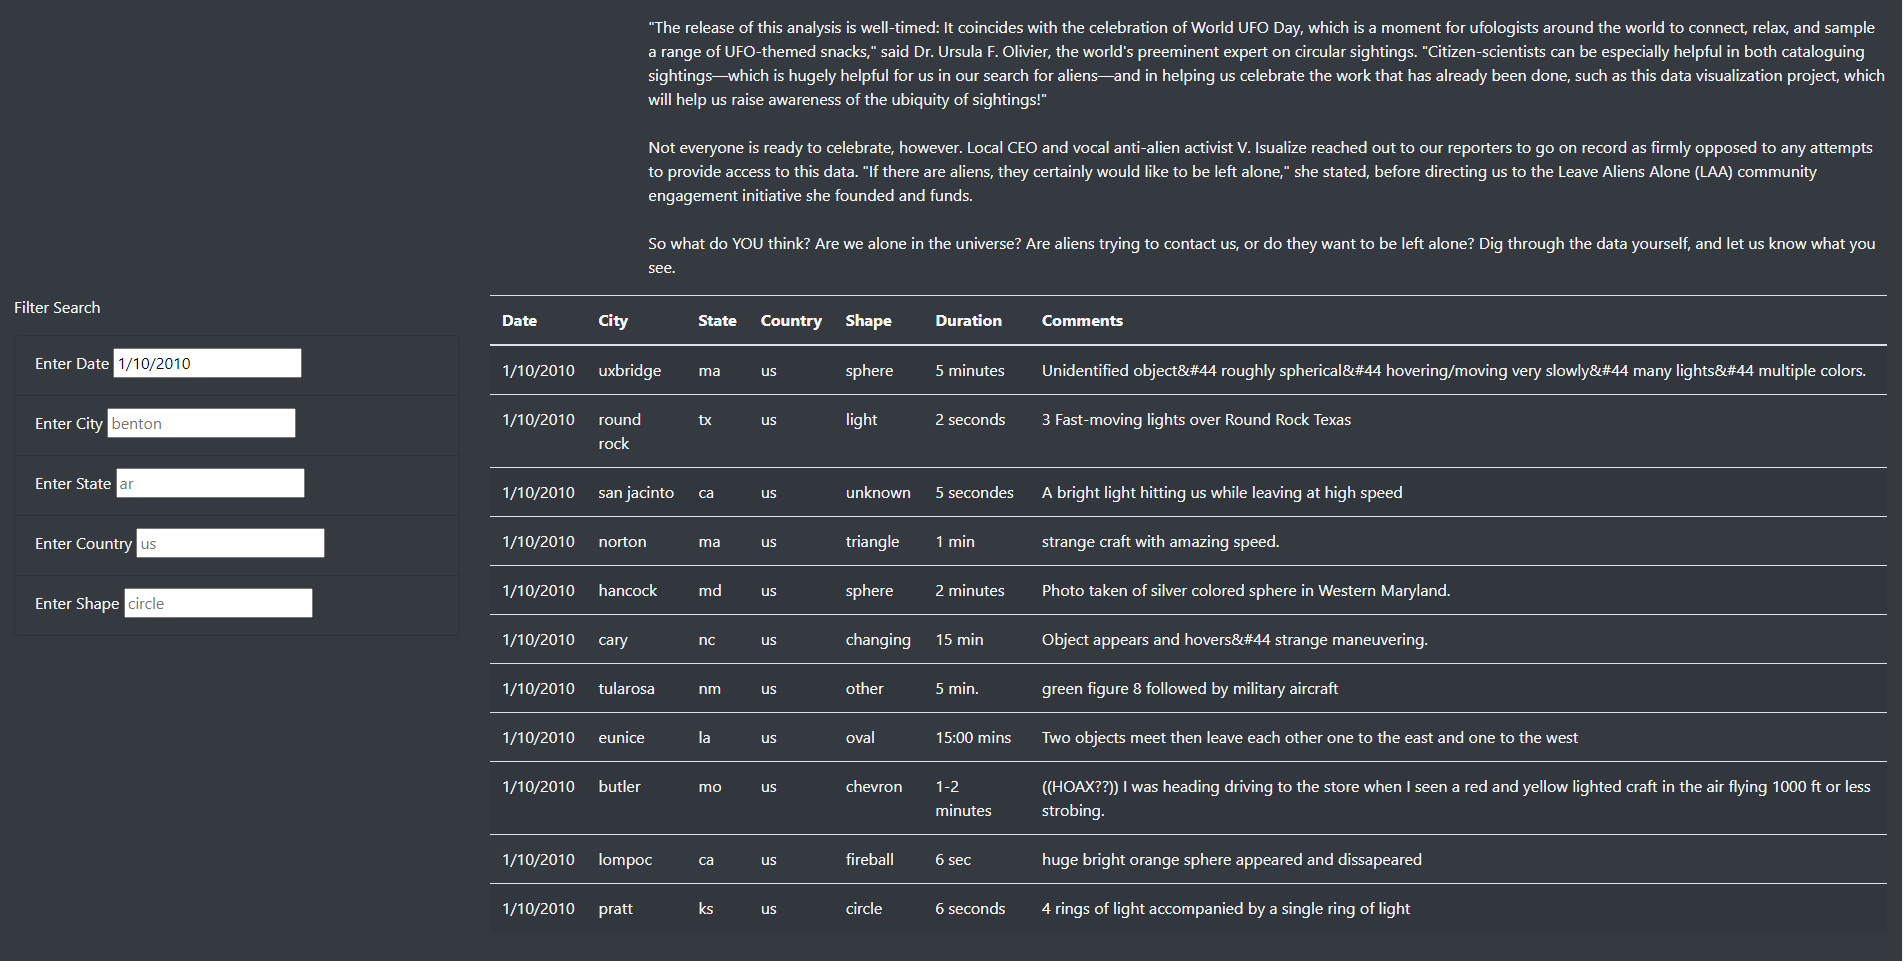 "The release of this analysis is well-timed: It coincides with the celebration of World UFO Day, which is a moment for ufologists around the world to connect, relax, and sample
a range of UFO-themed snacks," said Dr. Ursula F. Olivier, the world's preeminent expert on circular sightings. "Citizen-scientists can be especially helpful in both cataloguing
sightings—which is hugely helpful for us in our search for aliens—and in helping us celebrate the work that has already been done, such as this data visualization project, which
will help us raise awareness of the ubiquity of sightings!"
Not everyone is ready to celebrate, however. Local CEO and vocal anti-alien activist V. Isualize reached out to our reporters to go on record as firmly opposed to any attempts
to provide access to this data. "If there are aliens, they certainly would like to be left alone," she stated, before directing us to the Leave Aliens Alone (LAA) community
engagement initiative she founded and funds.
So what do YOU think? Are we alone in the universe? Are aliens trying to contact us, or do they want to be left alone? Dig through the data yourself, and let us know what you
see.
Filter Search
Enter Date 1/10/2010
Enter City benton
Enter State ar
Enter Country us
Enter Shape circle
Date City State Country Shape Duration Comments
1/10/2010 uxbridge ma us sphere 5 minutes Unidentified object&#44 roughly spherical&#44 hovering/moving very slowly&#44 many lights&#44 multiple colors.
1/10/2010 round tx us light 2 seconds 3 Fast-moving lights over Round Rock Texas
rock
1/10/2010 san jacinto ca us unknown 5 secondes A bright light hitting us while leaving at high speed
1/10/2010 norton ma us triangle 1 min strange craft with amazing speed.
1/10/2010 hancock md us sphere 2 minutes Photo taken of silver colored sphere in Western Maryland.
1/10/2010 cary nc us changing 15 min Object appears and hovers&#44 strange maneuvering.
1/10/2010 tularosa nm us other 5 min. green figure 8 followed by military aircraft
1/10/2010 eunice la us oval 15:00 mins Two objects meet then leave each other one to the east and one to the west
1/10/2010 butler mo us chevron 1-2 ((HOAX??)) I was heading driving to the store when I seen a red and yellow lighted craft in the air flying 1000 ft or less
minutes strobing.
1/10/2010 lompoc ca us fireball 6 sec huge bright orange sphere appeared and dissapeared
1/10/2010 pratt ks us circle 6 seconds 4 rings of light accompanied by a single ring of light